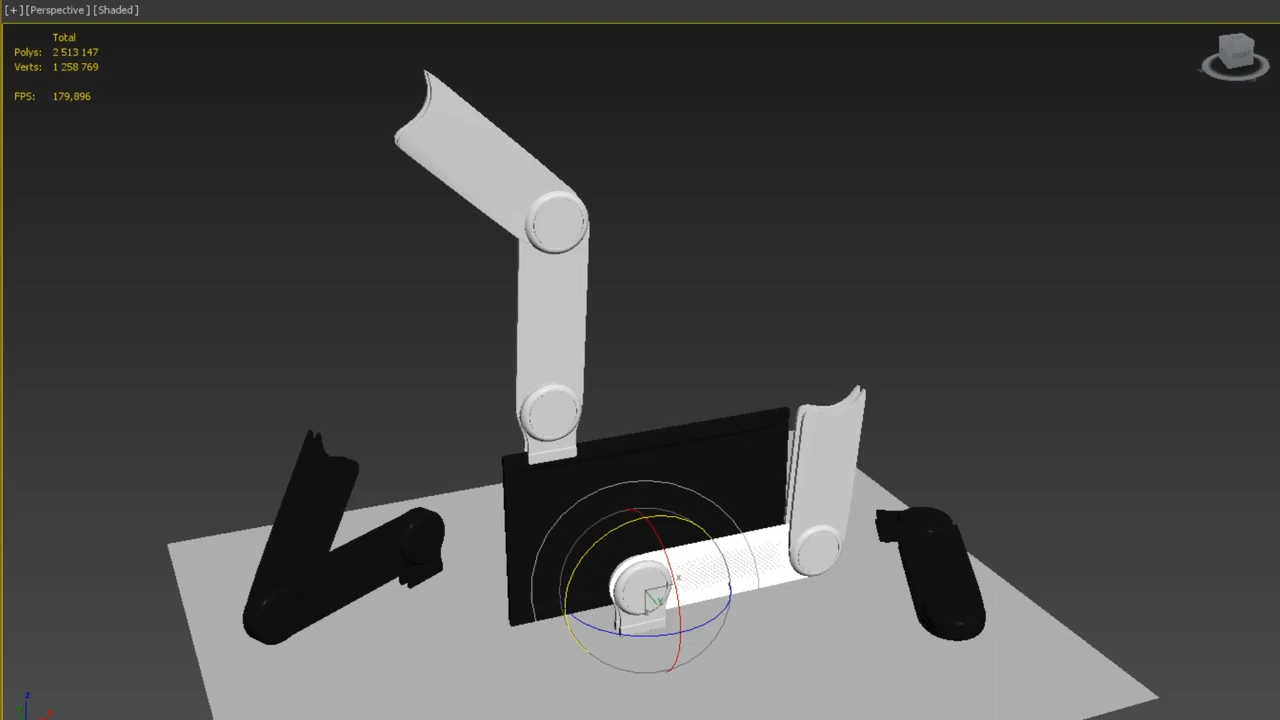 [+] [Perspective] [Shaded]
Total
Polys: 2 513 147
Verts: 1 258 769
FPS: 179,896
x
y
z